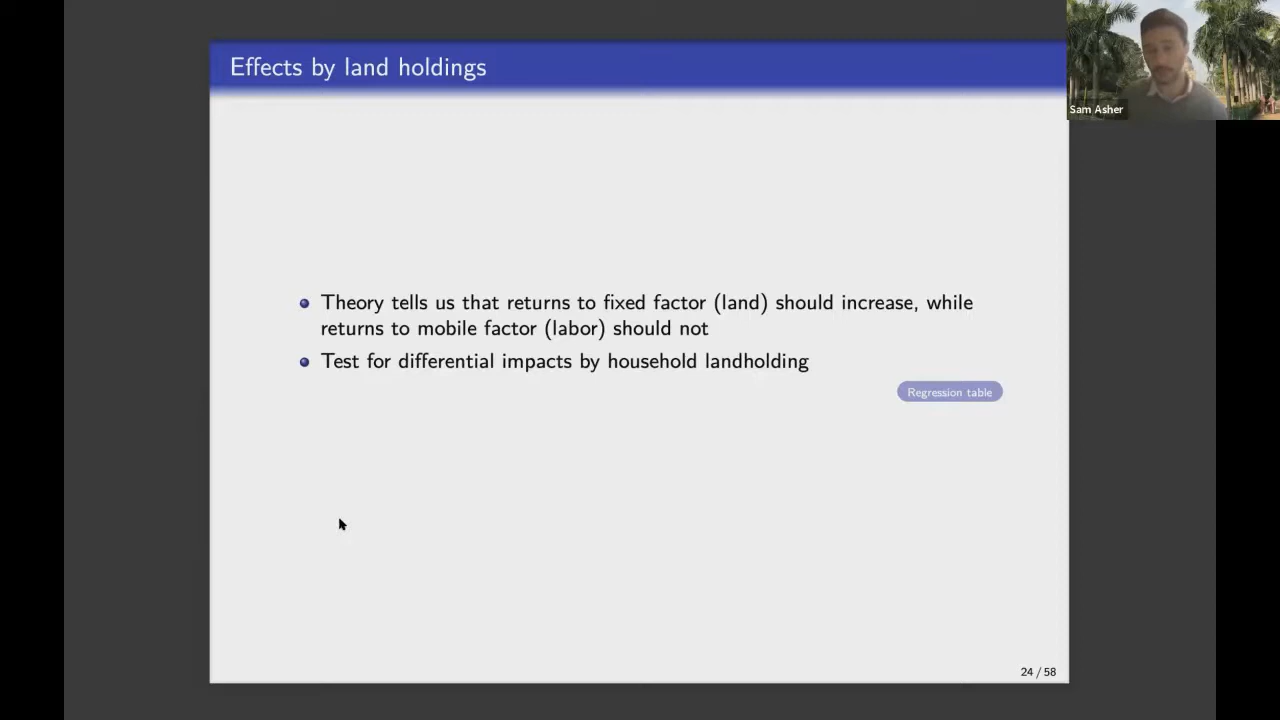 Effects by land holdings
Sam Asher
Theory tells us that returns to fixed factor (land) should increase, while
returns to mobile factor (labor) should not
Test for differential impacts by household landholding
Regression table
24 / 58